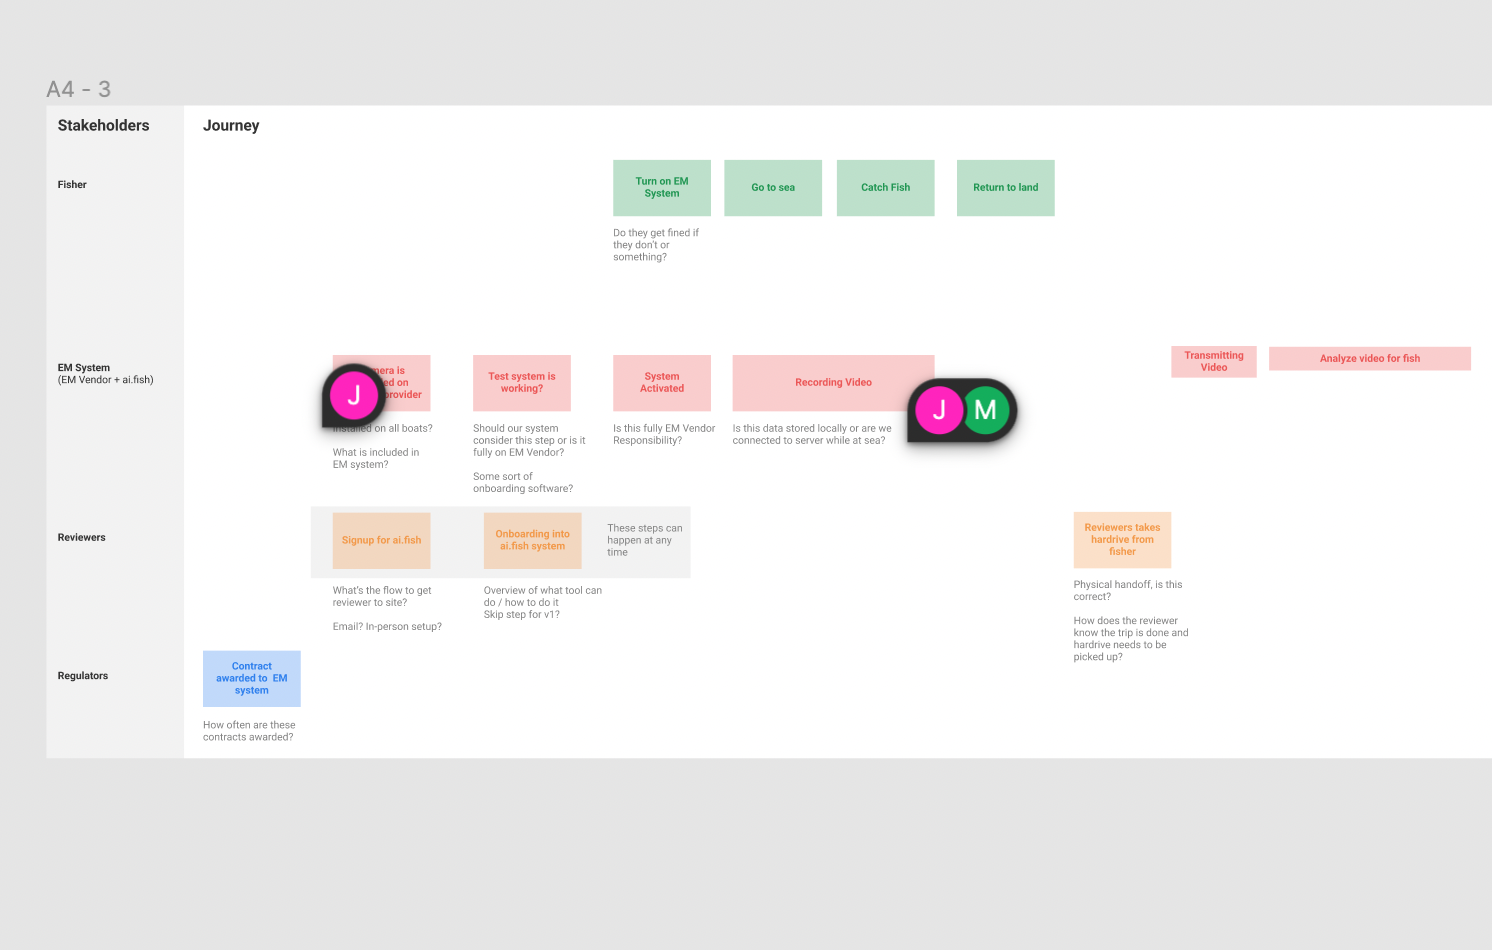 A4 - 3
Stakeholders
Journey
Fisher
Turn on EM
System
Go to sea
Catch Fish
Return to land
Do they get fined if
they don't or
something?
EM System
(EM Vendor + ai.fish)
is
on
Test system is
working?
System
Activated
Recording Video
Transmitting
Video
Analyze video for fish
J
J
M
Installed on all boats?
What is included in
EM system?
Should our system
consider this step or is it
fully on EM Vendor?
Some sort of
onboarding software?
Is this fully EM Vendor
Responsibility?
Is this data stored locally or are we
connected to server while at sea?
Reviewers
Signup for ai.fish
Onboarding into
ai.fish system
These steps can
happen at any
time
Reviewers takes
hardrive from
fisher
What's the flow to get
reviewer to site?
Email? In-person setup?
Overview of what tool can
do / how to do it
Skip step for v1?
Physical handoff, is this
correct?
How does the reviewer
know the trip is done and
hardrive needs to be
picked up?
Regulators
Contract
awarded to EM
system
How often are these
contracts awarded?